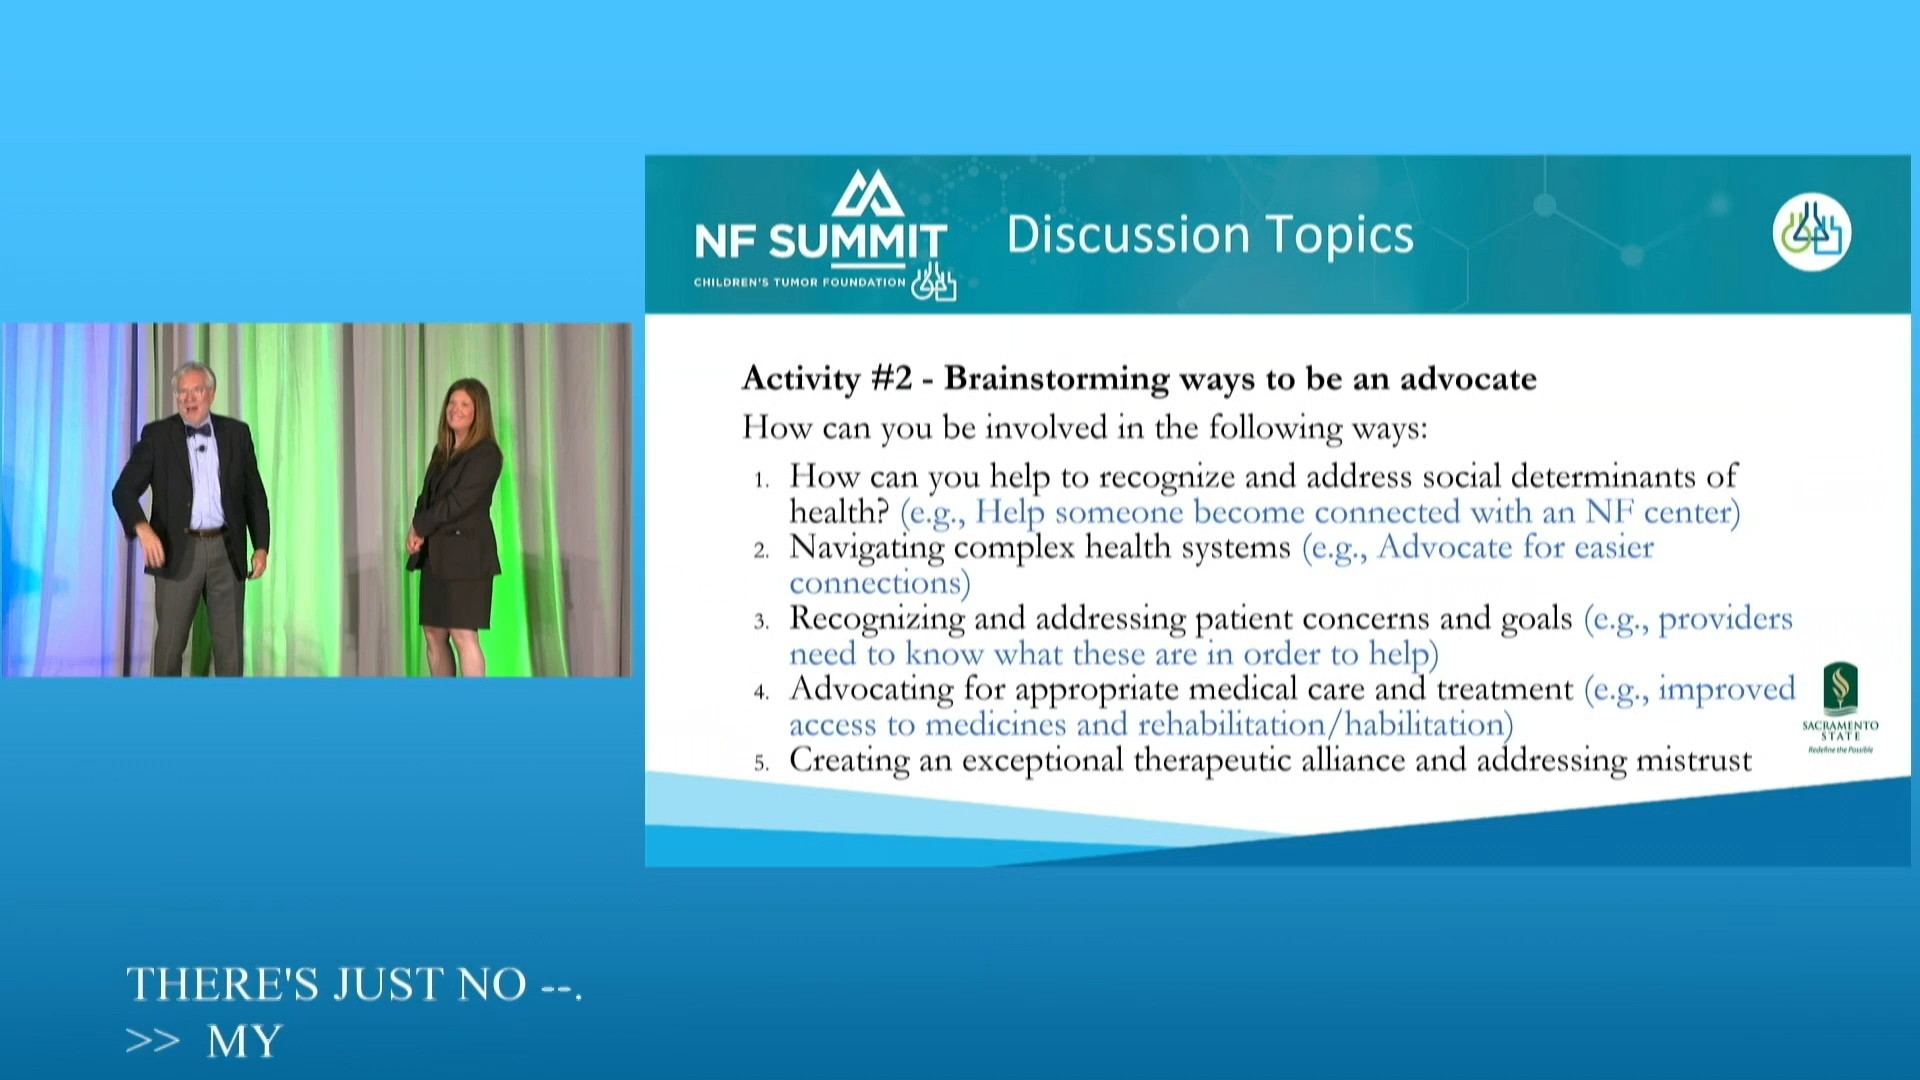 NF SUMMIT
CHILDREN'S TUMOR FOUNDATION
Discussion Topics
Activity #2 - Brainstorming ways to be an advocate
How can you be involved in the following ways:
1. How can you help to recognize and address social determinants of
health? (e.g., Help someone become connected with an NF center)
2. Navigating complex health systems (e.g., Advocate for easier
connections)
3. Recognizing and addressing patient concerns and goals (e.g., providers
need to know what these are in order to help)
4. Advocating for appropriate medical care and treatment (e.g., improved
access to medicines and rehabilitation/habilitation)
5. Creating an exceptional therapeutic alliance and addressing mistrust
SACRAMENTO
STATE
Redefine the Possible
THERE'S JUST NO --.
>> MY